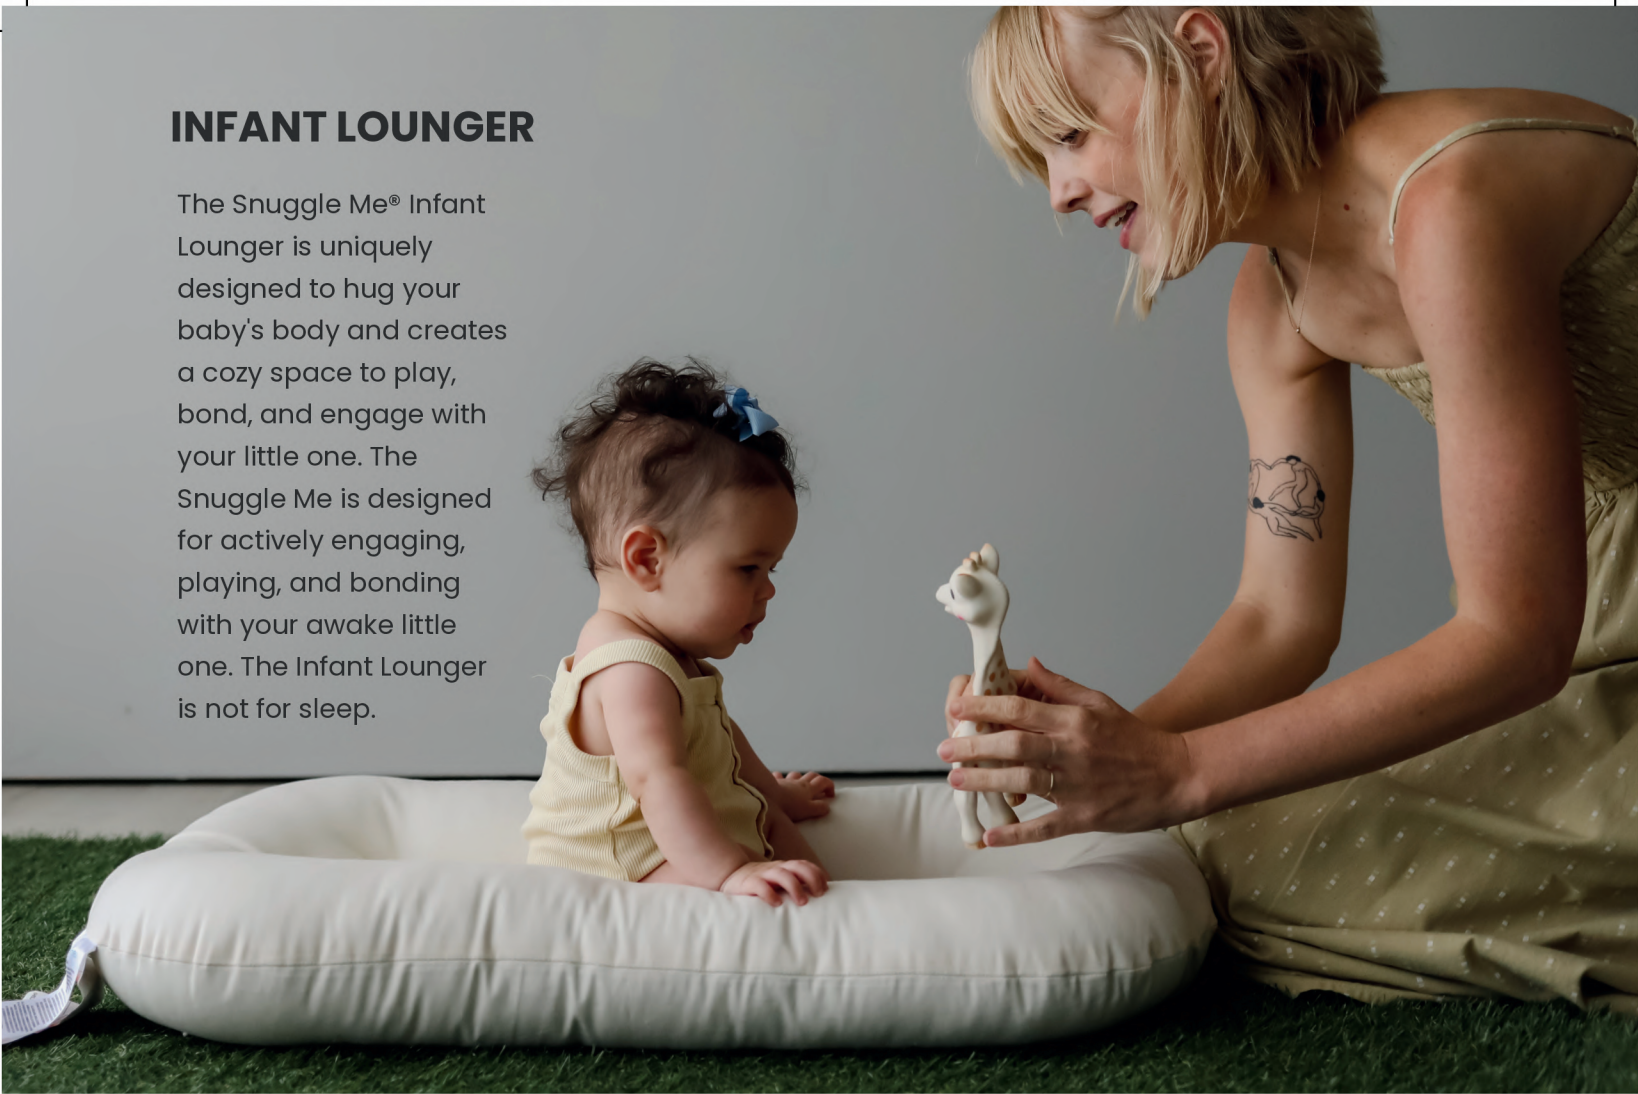 INFANT LOUNGER
The Snuggle Me® Infant
Lounger is uniquely
designed to hug your
baby's body and creates
a cozy space to play,
bond, and engage with
your little one. The
Snuggle Me is designed
for actively engaging,
playing, and bonding
with your awake little
one. The Infant Lounger
is not for sleep.